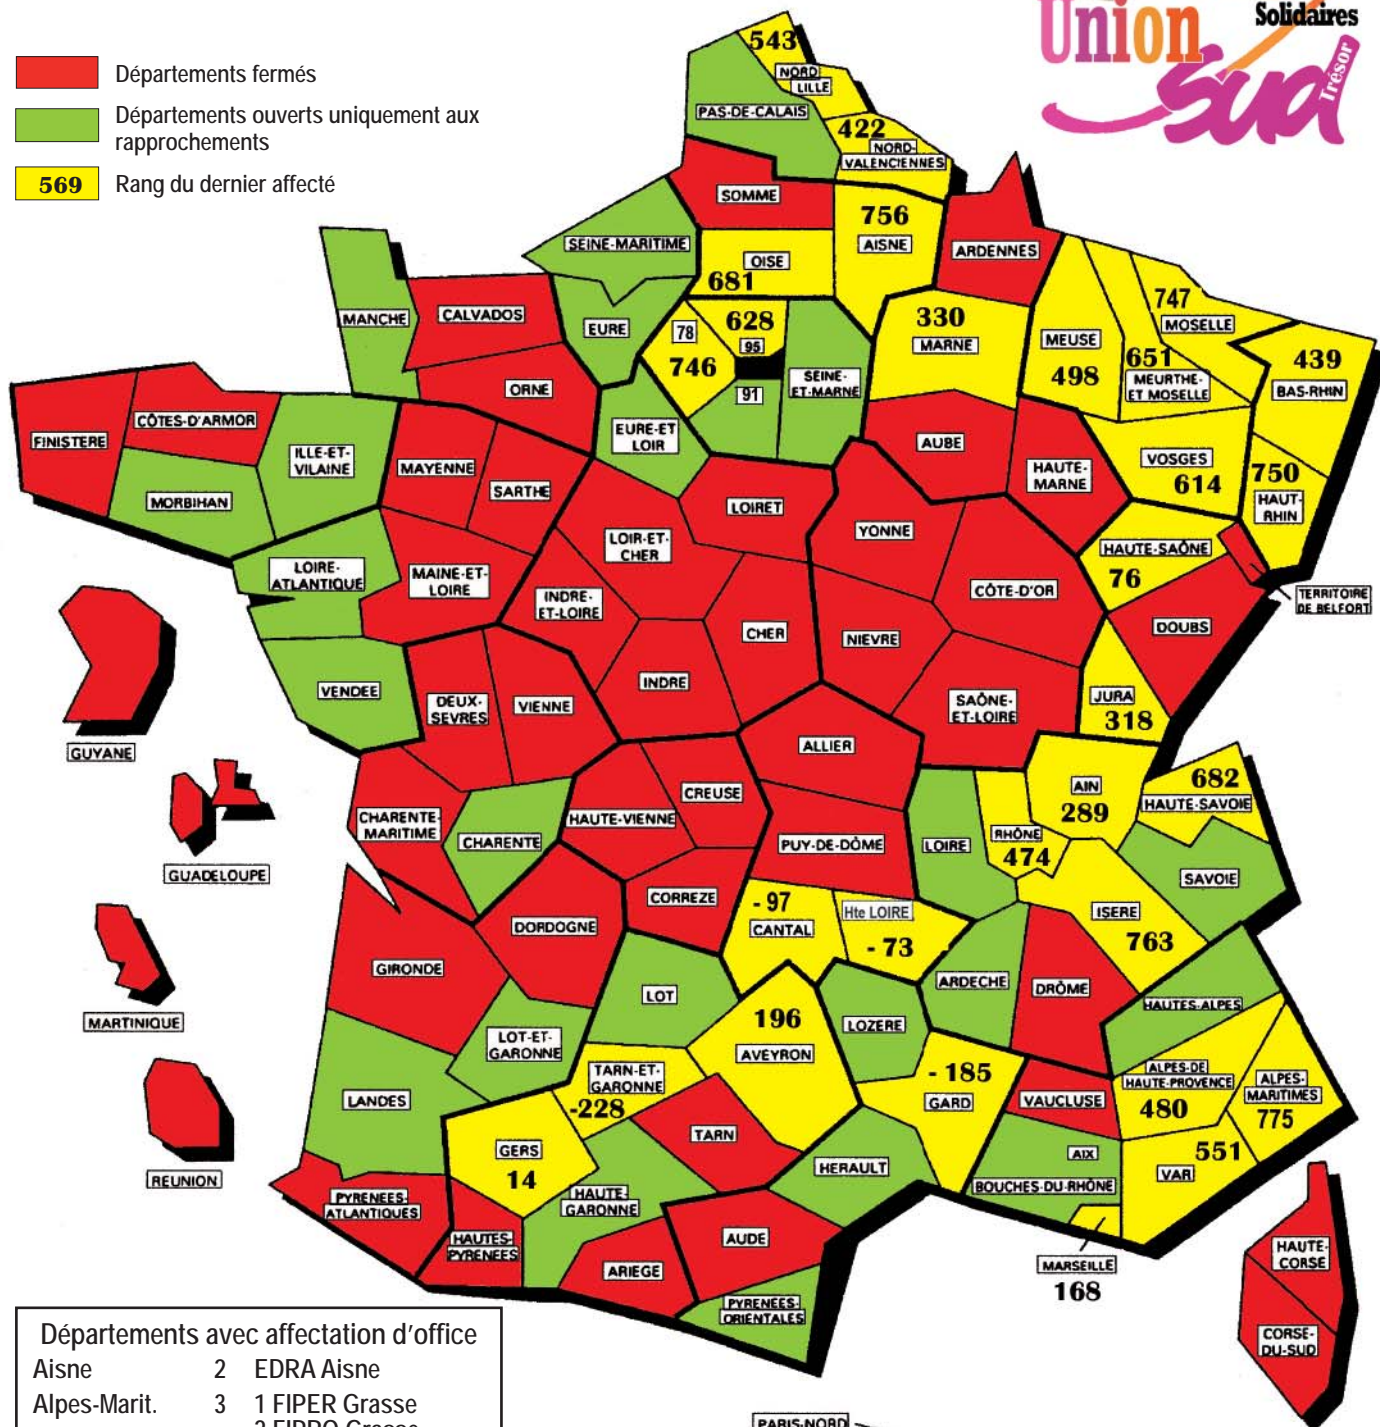 Union
Solidaires
Sud
Trésor
Départements fermés
Départements ouverts uniquement aux
rapprochements
569 Rang du dernier affecté
543
NORD
LILLE
PAS-DE-CALAIS
422
NORD-
VALENCIENNES
SOMME
756
AISNE
ARDENNES
SEINE-MARITIME
OISE
681
MANCHE
CALVADOS
EURE
78
746
628
95
91
SEINE-
ET-MARNE
330
MARNE
MEUSE
498
747
MOSELLE
651
MEURTHE-
ET MOSELLE
439
BAS-RHIN
ORNE
FINISTERE
CÔTES-D'ARMOR
ILLE-ET-
VILAINE
MORBIHAN
MAYENNE
SARTHE
EURE-ET
LOIR
AUBE
HAUTE-
MARNE
VOSGES
614
750
HAUT-
RHIN
LOIRET
YONNE
LOIR-ET-
CHER
HAUTE-SAÔNE
76
TERRITOIRE
DE BELFORT
LOIRE-
ATLANTIQUE
MAINE-ET-
LOIRE
INDRE-
ET-LOIRE
CHER
NIEVRE
CÔTE-D'OR
DOUBS
VENDEE
DEUX-
SEVRES
VIENNE
INDRE
SAÔNE-
ET-LOIRE
JURA
318
GUYANE
ALLIER
AIN
289
682
HAUTE-SAVOIE
CHARENTE-
MARITIME
CHARENTE
HAUTE-VIENNE
CREUSE
PUY-DE-DÔME
LOIRE
RHÔNE
474
SAVOIE
GUADELOUPE
CORREZE
- 97
CANTAL
Hte LOIRE
- 73
ISERE
763
DORDOGNE
GIRONDE
LOT
ARDECHE
DRÔME
HAUTES-ALPES
MARTINIQUE
LOT-ET-
GARONNE
196
AVEYRON
LOZERE
LANDES
TARN-ET-
GARONNE
-228
- 185
GARD
VAUCLUSE
ALPES-DE
HAUTE-PROVENCE
480
ALPES-
MARITIMES
775
REUNION
GERS
14
TARN
HERAULT
AIX
BOUCHES-DU-RHÔNE
551
VAR
PYRENEES-
ATLANTIQUES
HAUTES-
PYRENEES
HAUTE-
GARONNE
ARIEGE
AUDE
PYRENEES-
ORIENTALES
MARSEILLE
168
HAUTE-
CORSE
CORSE-
DU-SUD
Départements avec affectation d'office
Aisne 2 EDRA Aisne
Alpes-Marit. 3 1 FIPER Grasse
2 FIPRO Grasse
PARIS-NORD